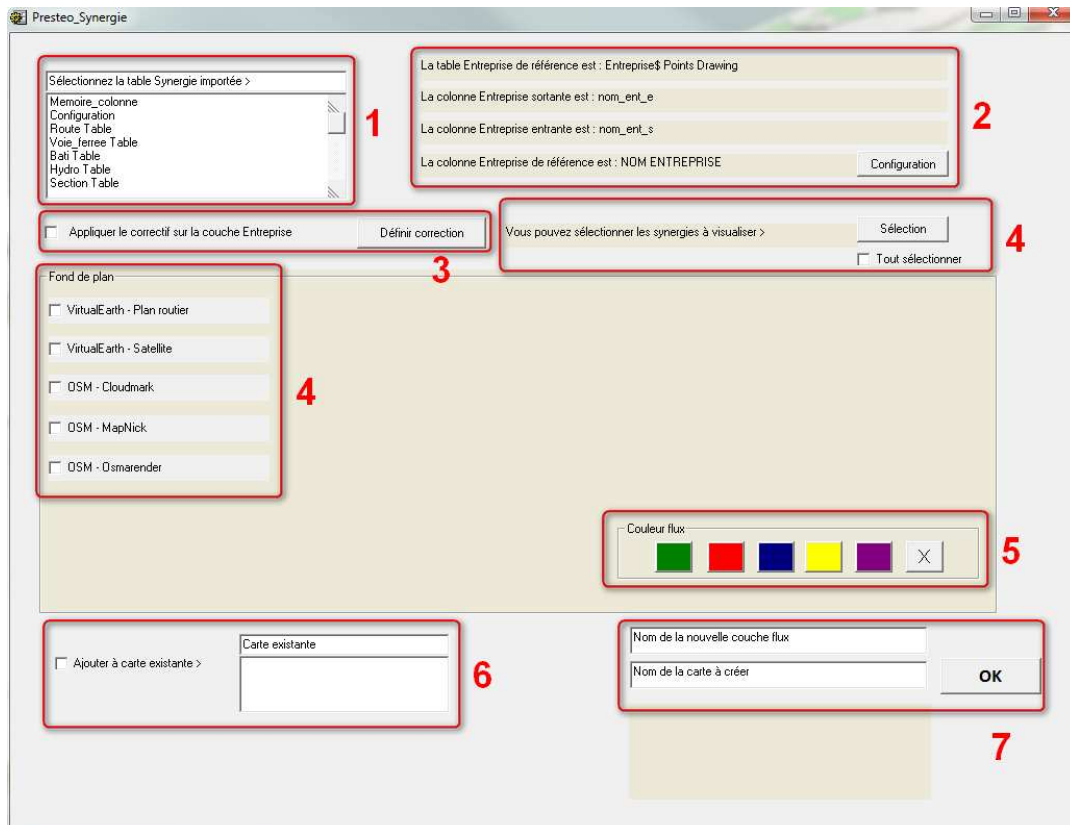 Presteo_Synergie
Sélectionnez la table Synergie importée >
Memoire_colonne
Configuration
Route Table
Voie_ferree Table
Bati Table
Hydro Table
Section Table
1
La table Entreprise de référence est : Entreprise$ Points Drawing
La colonne Entreprise sortante est : nom_ent_e
La colonne Entreprise entrante est : nom_ent_s
La colonne Entreprise de référence est : NOM ENTREPRISE
Configuration
2
Appliquer le correctif sur la couche Entreprise
Définir correction
3
Vous pouvez sélectionner les synergies à visualiser >
Sélection
Tout sélectionner
4
Fond de plan
VirtualEarth - Plan routier
VirtualEarth - Satellite
OSM - Cloudmark
OSM - MapNick
OSM - Osmarender
4
Couleur flux
X
5
Ajouter à carte existante >
Carte existante
6
Nom de la nouvelle couche flux
Nom de la carte à créer
OK
7